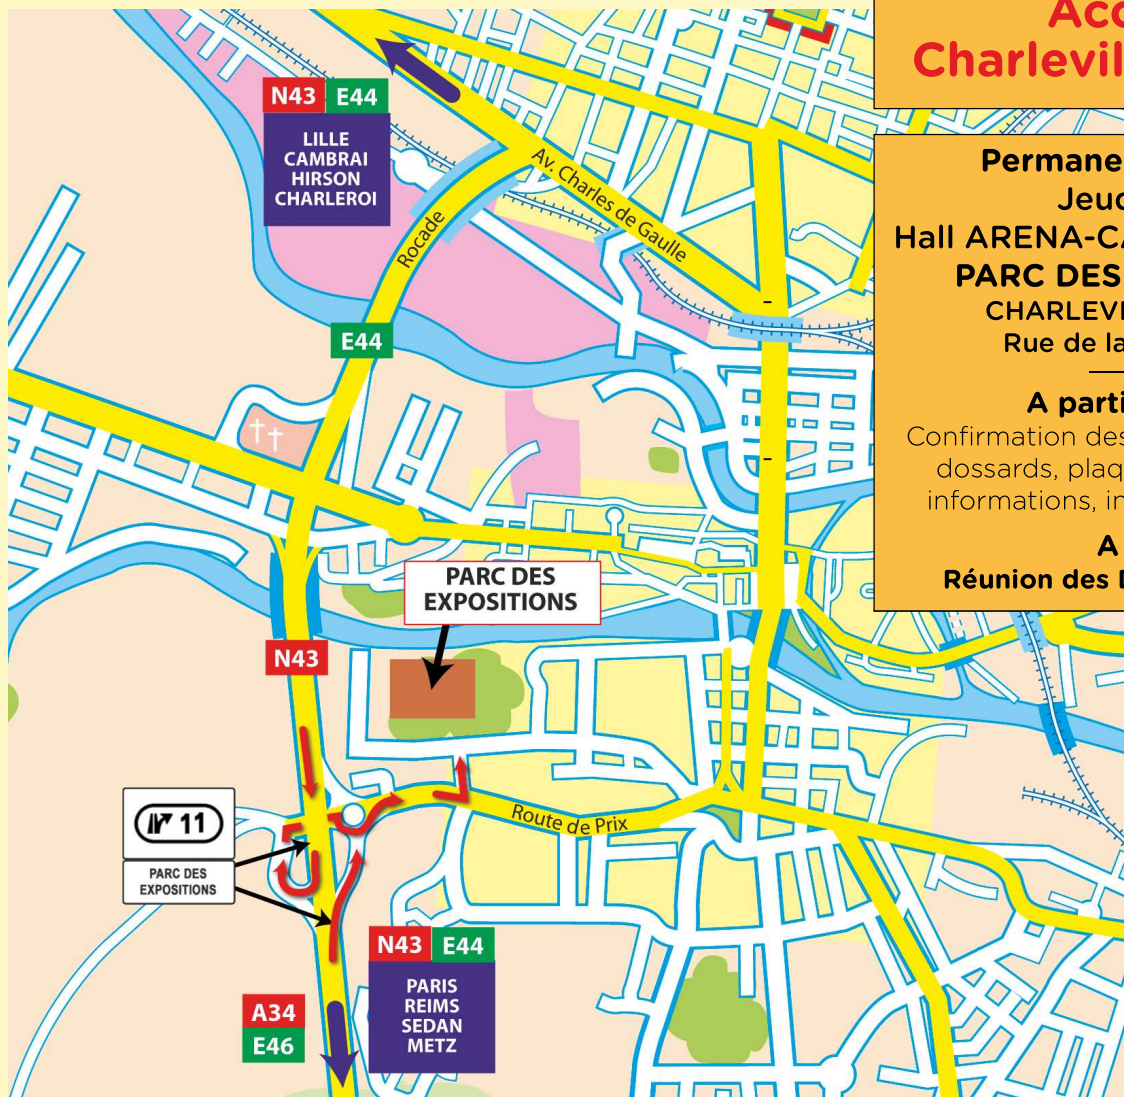 Acc
Charlevil
N43 E44
LILLE
CAMBRAI
HIRSON
CHARLEROI
Av. Charles de Gaulle
Rocade
E44
Permane
Jeuc
Hall ARENA-CA
PARC DES
CHARLEVI
Rue de la
A parti
Confirmation des
dossards, plaq
informations, in
A
Réunion des D
PARC DES
EXPOSITIONS
N43
11
PARC DES
EXPOSITIONS
Route de Prix
N43 E44
PARIS
REIMS
SEDAN
METZ
A34
E46